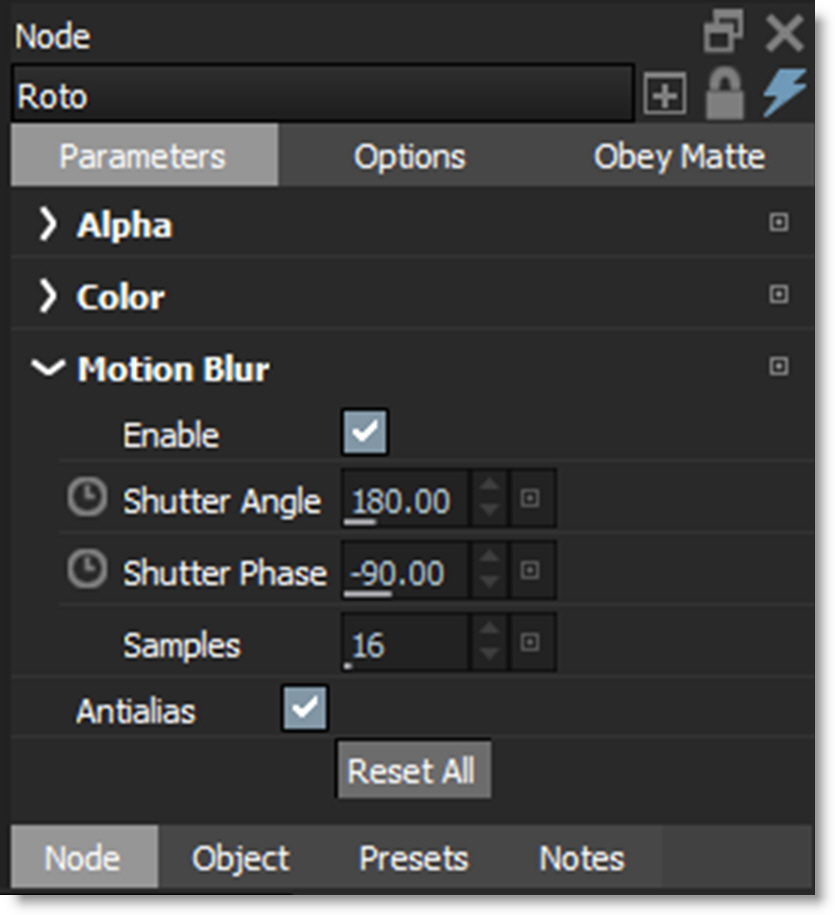 Node
Roto
Parameters Options Obey Matte
Alpha
Color
Motion Blur
Enable
Shutter Angle 180.00
Shutter Phase -90.00
Samples 16
Antialias
Reset All
Node Object Presets Notes